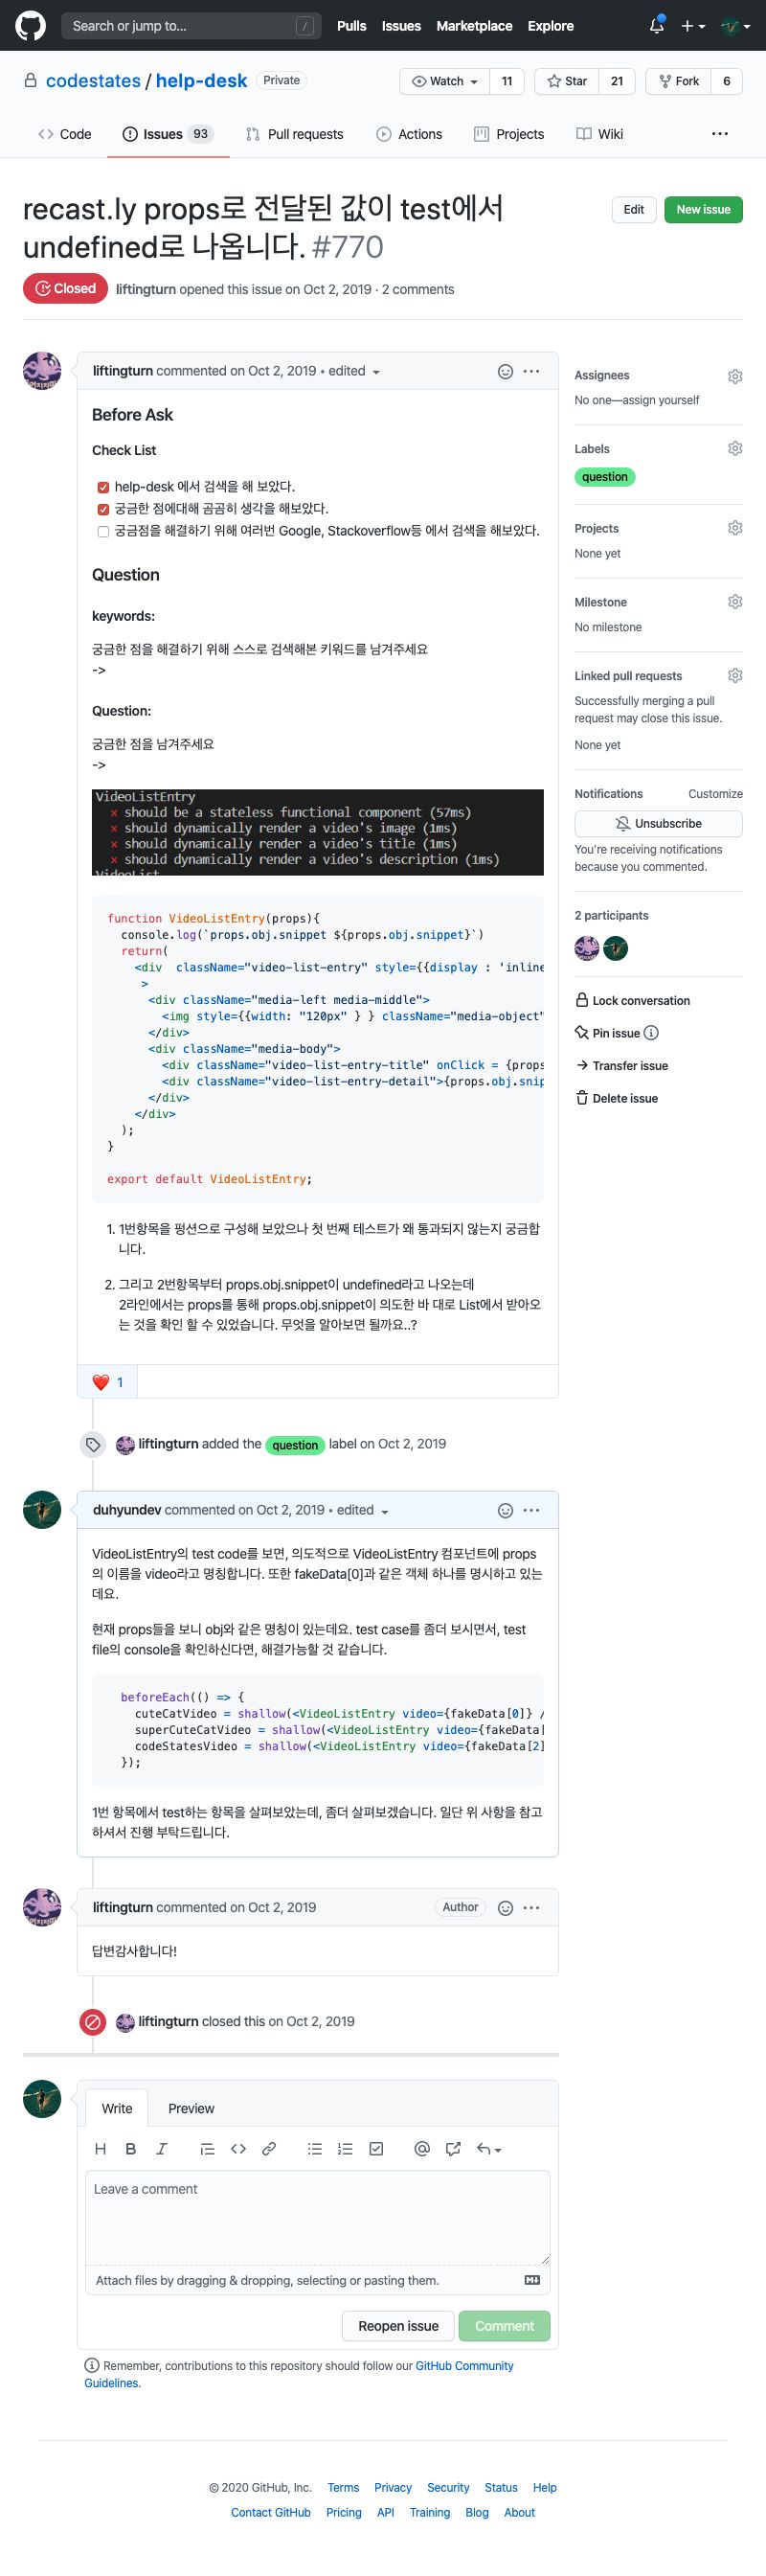 Search or jump to...
/
Pulls Issues Marketplace Explore
codestates / help-desk Private
Watch 11 Star 21 Fork 6
Code Issues 93 Pull requests Actions Projects Wiki
recast.ly props로 전달된 값이 test에서
undefined로 나옵니다. #770
Edit New issue
Closed liftingturn opened this issue on Oct 2, 2019 · 2 comments
liftingturn commented on Oct 2, 2019 • edited
Before Ask
Check List
help-desk 에서 검색을 해 보았다.
궁금한 점에대해 곰곰히 생각을 해보았다.
궁금점을 해결하기 위해 여러번 Google, Stackoverflow등 에서 검색을 해보았다.
Question
keywords:
궁금한 점을 해결하기 위해 스스로 검색해본 키워드를 남겨주세요
->
Question:
궁금한 점을 남겨주세요
->
VideoListEntry
× should be a stateless functional component (57ms)
× should dynamically render a video's image (1ms)
× should dynamically render a video's title (1ms)
× should dynamically render a video's description (1ms)
VideoList
function VideoListEntry(props){
console.log(`props.obj.snippet ${props.obj.snippet}`)
return(
<div  className="video-list-entry" style={{display : 'inline
>
<div className="media-left media-middle">
<img style={{width: "120px" } } className="media-object"
</div>
<div className="media-body">
<div className="video-list-entry-title" onClick = {props
<div className="video-list-entry-detail">{props.obj.snip
</div>
</div>
);
}
export default VideoListEntry;
1. 1번항목을 펑션으로 구성해 보았으나 첫 번째 테스트가 왜 통과되지 않는지 궁금합
니다.
2. 그리고 2번항목부터 props.obj.snippet이 undefined라고 나오는데
2라인에서는 props를 통해 props.obj.snippet이 의도한 바 대로 List에서 받아오
는 것을 확인 할 수 있었습니다. 무엇을 알아보면 될까요..?
❤️ 1
liftingturn added the question label on Oct 2, 2019
duhyundev commented on Oct 2, 2019 • edited
VideoListEntry의 test code를 보면, 의도적으로 VideoListEntry 컴포넌트에 props
의 이름을 video라고 명칭합니다. 또한 fakeData[0]과 같은 객체 하나를 명시하고 있는
데요.
현재 props들을 보니 obj와 같은 명칭이 있는데요. test case를 좀더 보시면서, test
file의 console을 확인하신다면, 해결가능할 것 같습니다.
beforeEach(() => {
cuteCatVideo = shallow(<VideoListEntry video={fakeData[0]} /
superCuteCatVideo = shallow(<VideoListEntry video={fakeData[
codeStatesVideo = shallow(<VideoListEntry video={fakeData[2]
});
1번 항목에서 test하는 항목을 살펴보았는데, 좀더 살펴보겠습니다. 일단 위 사항을 참고
하셔서 진행 부탁드립니다.
liftingturn commented on Oct 2, 2019 Author
답변감사합니다!
liftingturn closed this on Oct 2, 2019
Write Preview
Leave a comment
Attach files by dragging & dropping, selecting or pasting them.
Reopen issue Comment
Remember, contributions to this repository should follow our GitHub Community
Guidelines.
Assignees
No one—assign yourself
Labels
question
Projects
None yet
Milestone
No milestone
Linked pull requests
Successfully merging a pull
request may close this issue.
None yet
Notifications Customize
Unsubscribe
You're receiving notifications
because you commented.
2 participants
Lock conversation
Pin issue
Transfer issue
Delete issue
© 2020 GitHub, Inc. Terms Privacy Security Status Help
Contact GitHub Pricing API Training Blog About